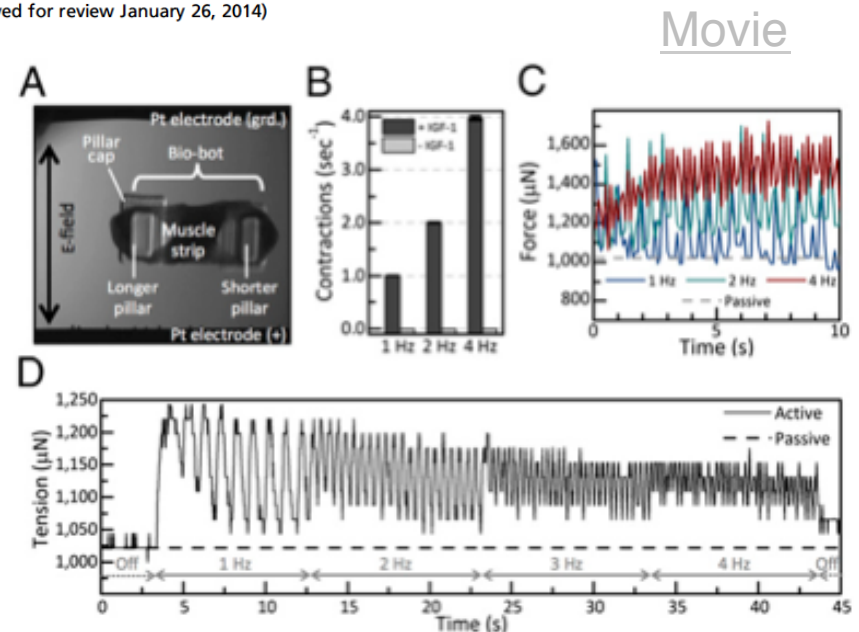 ved for review January 26, 2014)
Movie
A
Pt electrode (grd.)
Pillar
cap
Bio-bot
E-field
Muscle
strip
Longer
pillar
Shorter
pillar
Pt electrode (+)
B
Contractions (sec⁻¹)
4.0
3.0
2.0
1.0
0.0
+ IGF-1
- IGF-1
1 Hz 2 Hz 4 Hz
C
Force (µN)
1,600
1,400
1,200
1,000
800
1 Hz 2 Hz 4 Hz
Passive
0 5 10
Time (s)
D
Tension (µN)
1,250
1,200
1,150
1,100
1,050
1,000
Active
Passive
Off 1 Hz 2 Hz 3 Hz 4 Hz Off
0 5 10 15 20 25 30 35 40 45
Time (s)